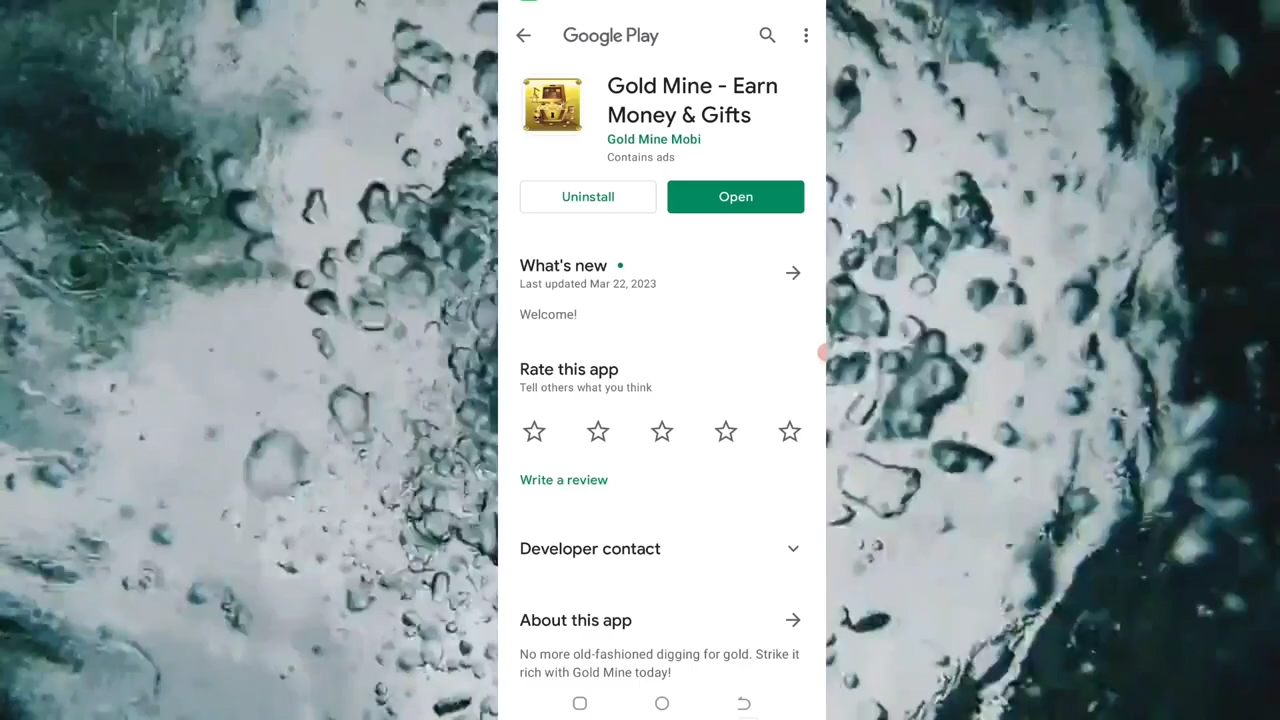 Google Play
Gold Mine - Earn
Money & Gifts
Gold Mine Mobi
Contains ads
Uninstall
Open
What's new
Last updated Mar 22, 2023
Welcome!
Rate this app
Tell others what you think
Write a review
Developer contact
About this app
No more old-fashioned digging for gold. Strike it
rich with Gold Mine today!